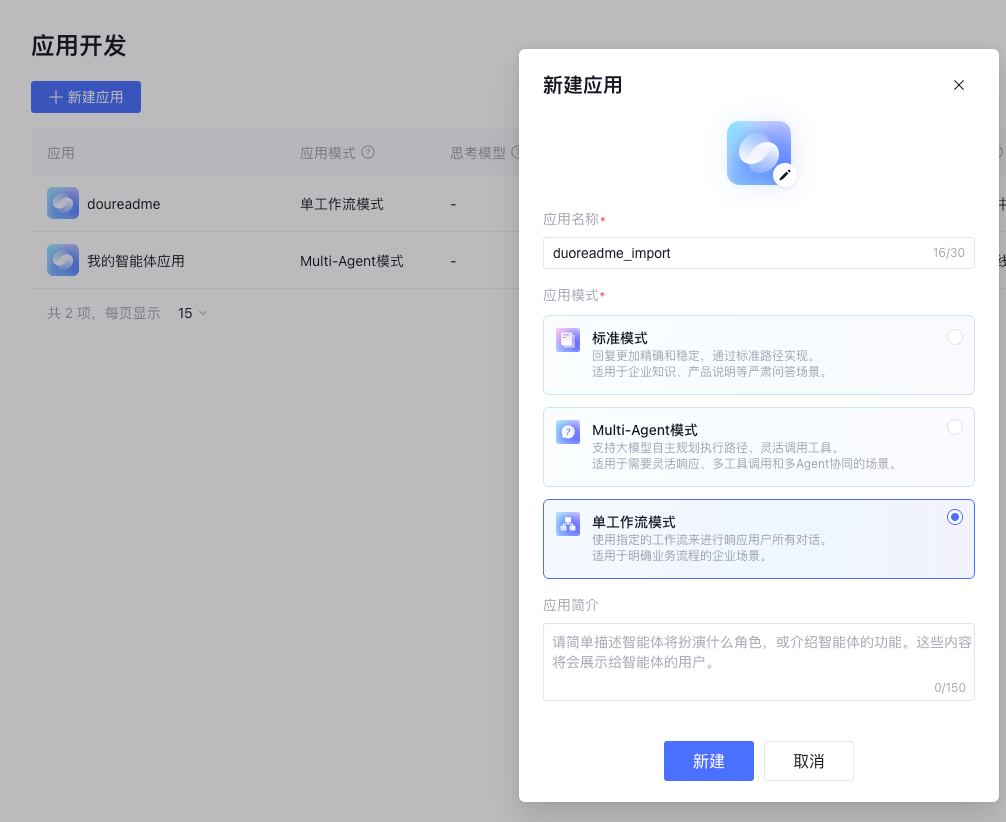 应用开发
新建应用
应用 应用模式 思考模型
doureadme 单工作流模式 -
我的智能体应用 Multi-Agent模式 -
共 2 项，每页显示 15
新建应用
应用名称*
duoreadme_import 16/30
应用模式*
标准模式
回复更加精确和稳定，通过标准路径实现。
适用于企业知识、产品说明等严肃问答场景。
Multi-Agent模式
支持大模型自主规划执行路径、灵活调用工具。
适用于需要灵活响应、多工具调用和多Agent协同的场景。
单工作流模式
使用指定的工作流来进行响应用户所有对话。
适用于明确业务流程的企业场景。
应用简介
请简单描述智能体将扮演什么角色，或介绍智能体的功能。这些内容
将会展示给智能体的用户。
0/150
新建 取消